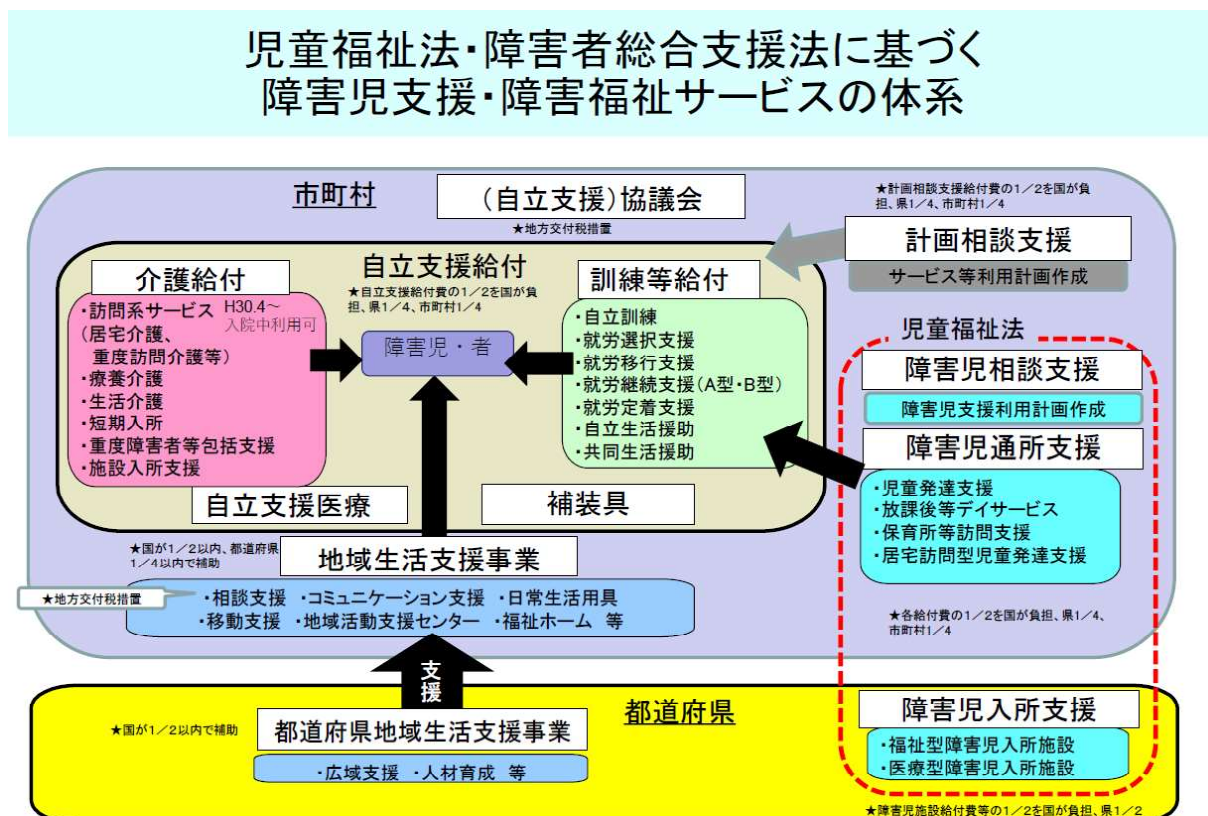 児童福祉法・障害者総合支援法に基づく
障害児支援・障害福祉サービスの体系
市町村
（自立支援）協議会
★地方交付税措置
★計画相談支援給付費の1／2を国が負
担、県1／4、市町村1／4
計画相談支援
サービス等利用計画作成
介護給付
・訪問系サービス
H30.4～
入院中利用可
（居宅介護、
重度訪問介護等）
・療養介護
・生活介護
・短期入所
・重度障害者等包括支援
・施設入所支援
自立支援給付
★自立支援給付費の1／2を国が負
担、県1／4、市町村1／4
障害児・者
訓練等給付
・自立訓練
・就労選択支援
・就労移行支援
・就労継続支援（A型・B型）
・就労定着支援
・自立生活援助
・共同生活援助
自立支援医療
補装具
児童福祉法
障害児相談支援
障害児支援利用計画作成
障害児通所支援
・児童発達支援
・放課後等デイサービス
・保育所等訪問支援
・居宅訪問型児童発達支援
★各給付費の1／2を国が負担、県1／4、
市町村1／4
★国が1／2以内、都道府県
1／4以内で補助
地域生活支援事業
★地方交付税措置
・相談支援 ・コミュニケーション支援 ・日常生活用具
・移動支援 ・地域活動支援センター ・福祉ホーム 等
支援
都道府県
★国が1／2以内で補助
都道府県地域生活支援事業
・広域支援 ・人材育成 等
障害児入所支援
・福祉型障害児入所施設
・医療型障害児入所施設
★障害児施設給付費等の1／2を国が負担、県1／2